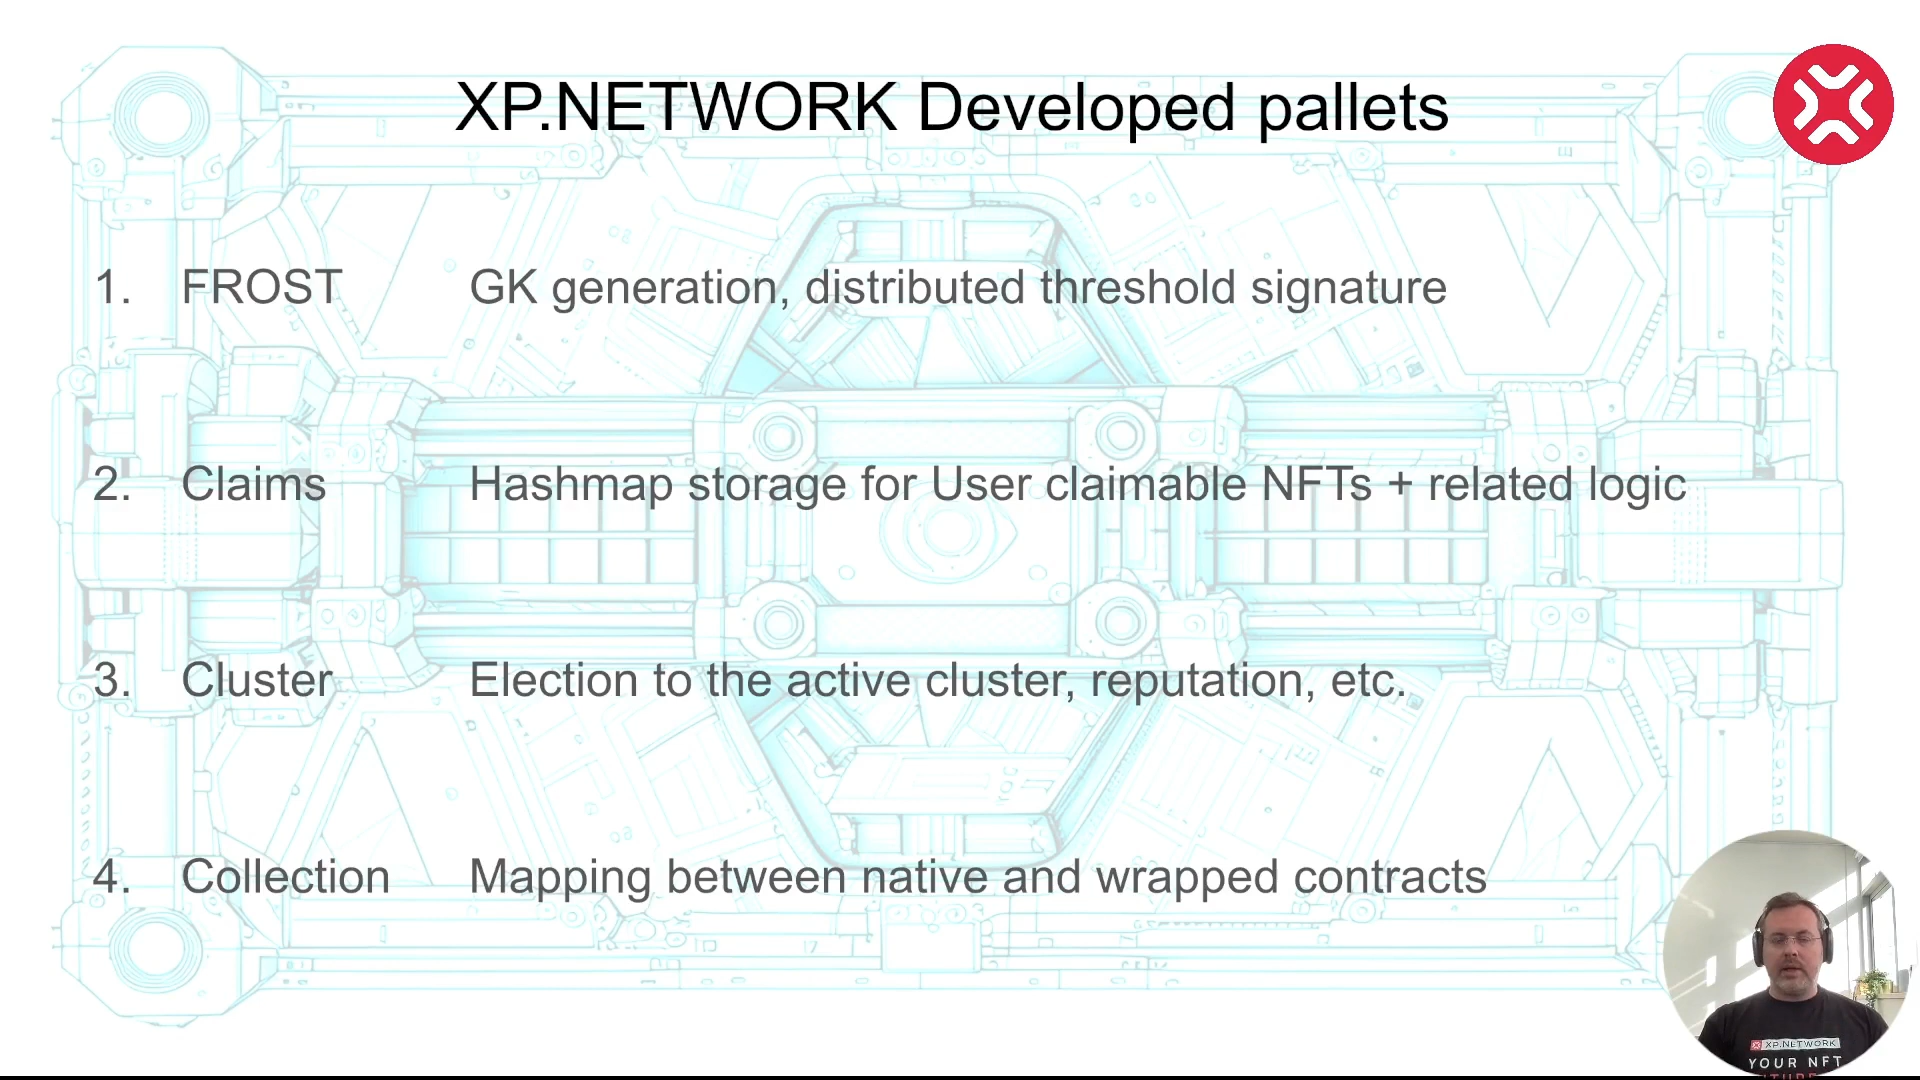 XP.NETWORK Developed pallets
1. FROST GK generation, distributed threshold signature
2. Claims Hashmap storage for User claimable NFTs + related logic
3. Cluster Election to the active cluster, reputation, etc.
4. Collection Mapping between native and wrapped contracts
XP.NETWORK
YOUR NFT